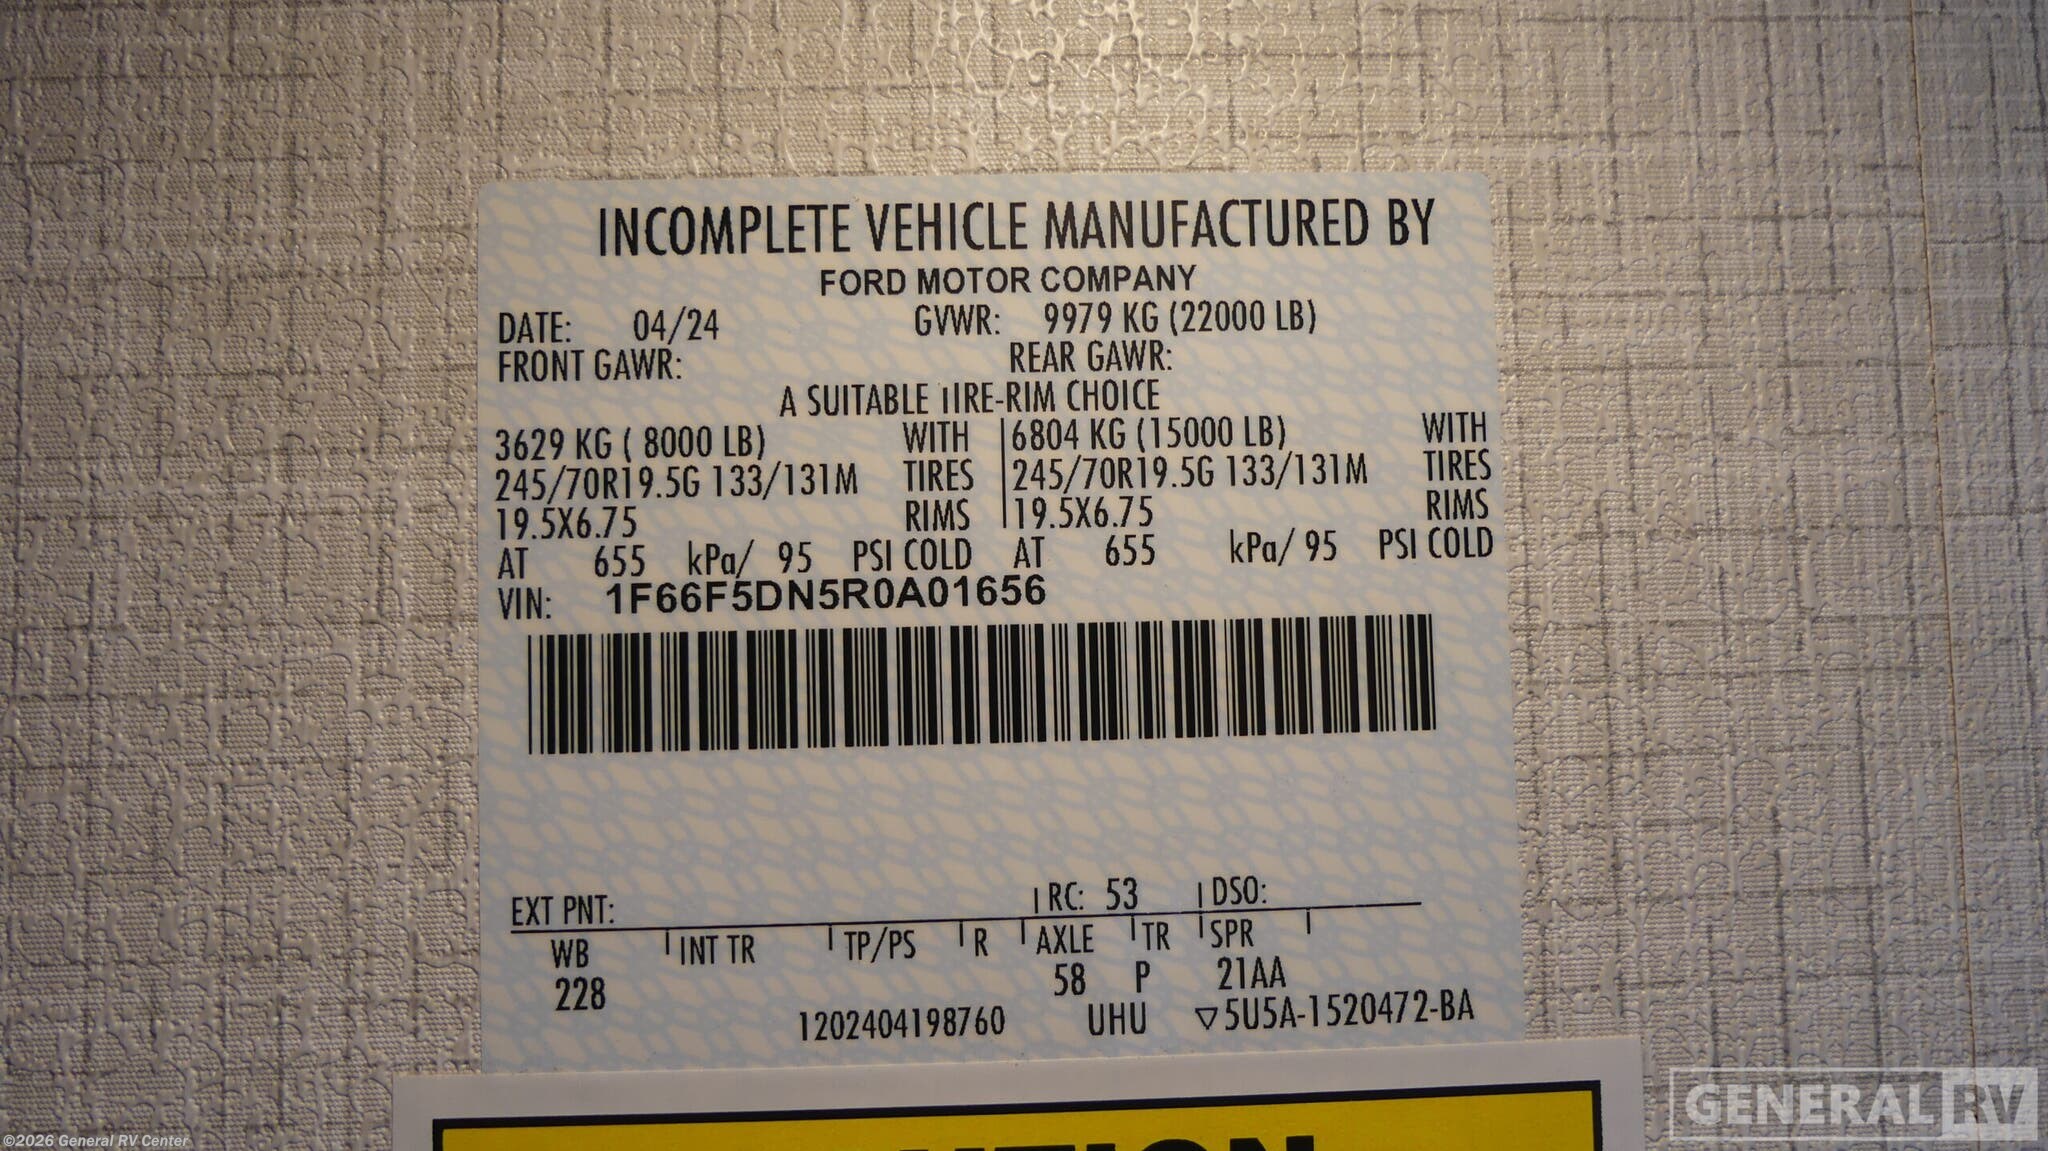 INCOMPLETE VEHICLE MANUFACTURED BY
FORD MOTOR COMPANY
DATE: 04/24 GVWR: 9979 KG (22000 LB)
FRONT GAWR: REAR GAWR:
A SUITABLE TIRE-RIM CHOICE
3629 KG ( 8000 LB) WITH 6804 KG (15000 LB) WITH
245/70R19.5G 133/131M TIRES 245/70R19.5G 133/131M TIRES
19.5X6.75 RIMS 19.5X6.75 RIMS
AT 655 kPa/ 95 PSI COLD AT 655 kPa/ 95 PSI COLD
VIN: 1F66F5DN5R0A01656
EXT PNT: RC: 53 DSO:
WB INT TR TP/PS R AXLE TR SPR
228 58 P 21AA
1202404198760 UHU ▽5U5A-1520472-BA
GENERAL RV
©2026 General RV Center